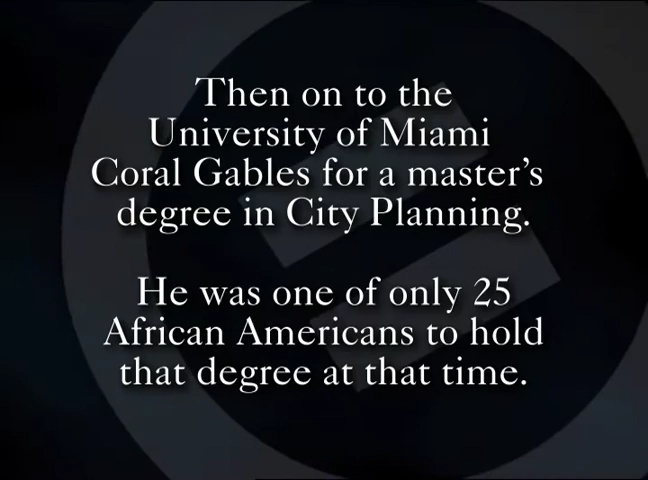 Then on to the
University of Miami
Coral Gables for a master's
degree in City Planning.
He was one of only 25
African Americans to hold
that degree at that time.